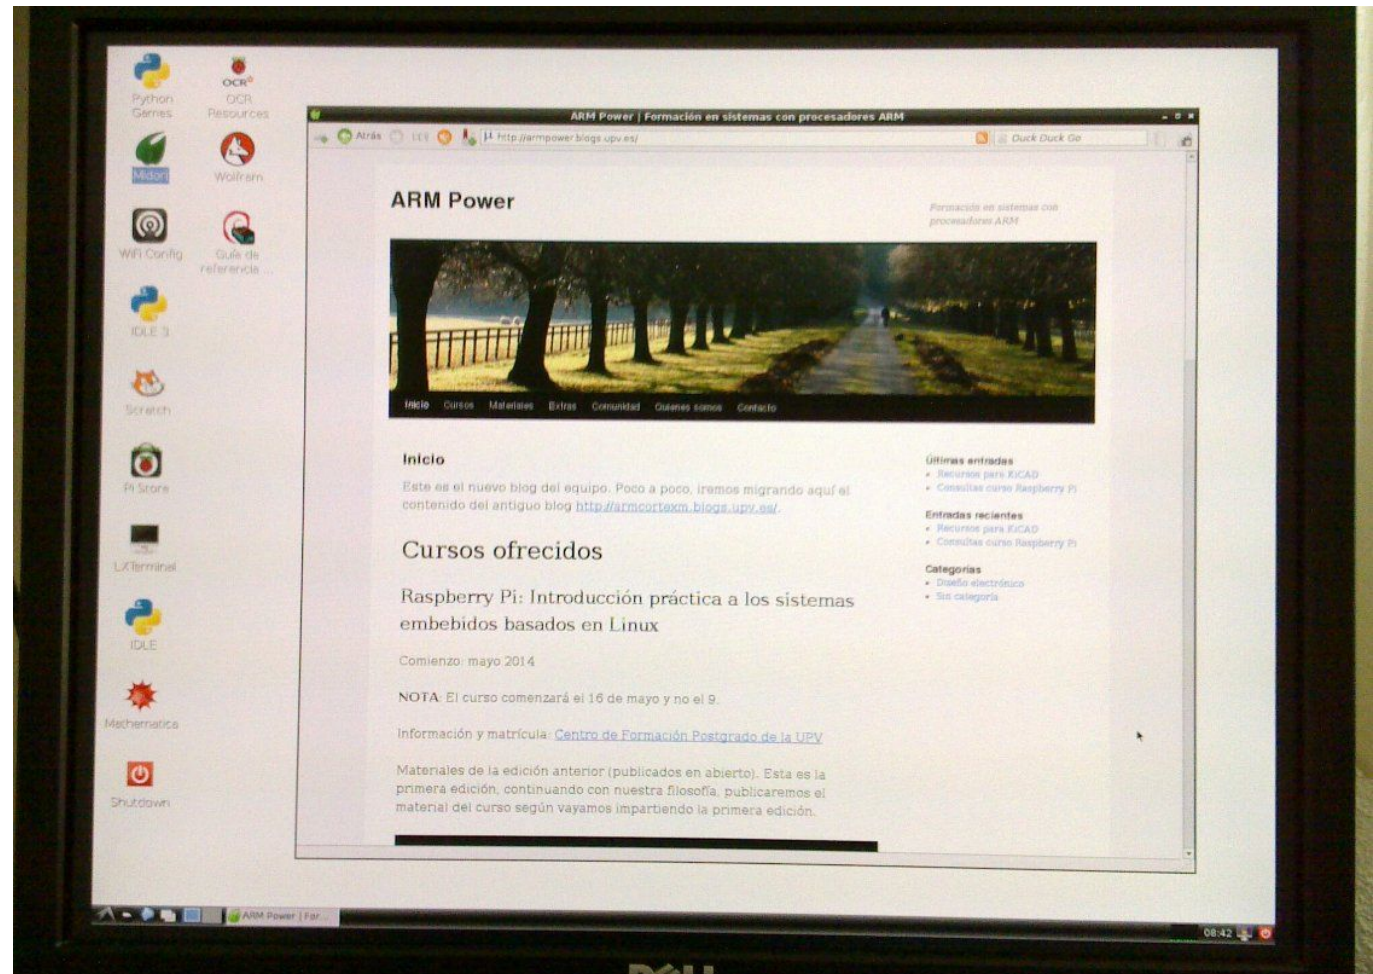 Python
Games
OCR
OCR
Resources
Midori
Wolfram
WiFi Config
Guía de
referencia ...
IDLE 3
Scratch
Pi Store
LXTerminal
IDLE
Mathematica
Shutdown
ARM Power | Formación en sistemas con procesadores ARM
Atrás
http://armpower.blogs.upv.es/
Duck Duck Go
ARM Power
Formación en sistemas con
procesadores ARM
Inicio Cursos Materiales Extras Comunidad Quienes somos Contacto
Inicio
Este es el nuevo blog del equipo. Poco a poco, iremos migrando aquí el
contenido del antiguo blog http://armcortexm.blogs.upv.es/.
Cursos ofrecidos
Raspberry Pi: Introducción práctica a los sistemas
embebidos basados en Linux
Comienzo: mayo 2014
NOTA: El curso comenzará el 16 de mayo y no el 9.
Información y matrícula: Centro de Formación Postgrado de la UPV
Materiales de la edición anterior (publicados en abierto). Esta es la
primera edición, continuando con nuestra filosofía, publicaremos el
material del curso según vayamos impartiendo la primera edición.
Últimas entradas
Recursos para KiCAD
Consultas curso Raspberry Pi
Entradas recientes
Recursos para KiCAD
Consultas curso Raspberry Pi
Categorías
Diseño electrónico
Sin categoría
ARM Power | For...
08:42
DELL